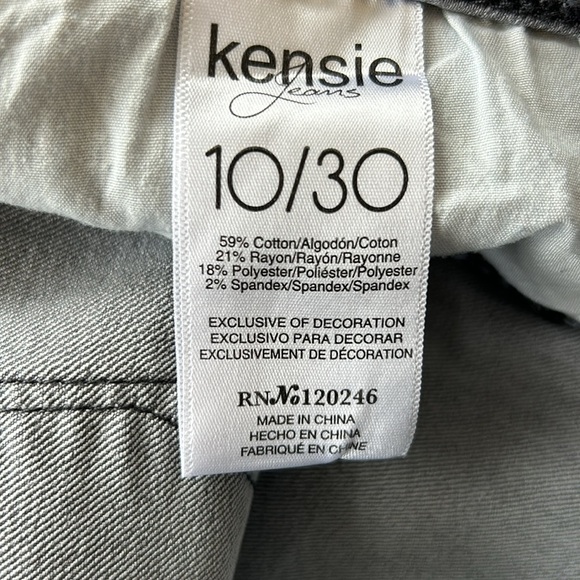 kensie
Jeans
10/30
59% Cotton/Algodón/Coton
21% Rayon/Rayón/Rayonne
18% Polyester/Poliéster/Polyester
2% Spandex/Spandex/Spandex
EXCLUSIVE OF DECORATION
EXCLUSIVO PARA DECORAR
EXCLUSIVEMENT DE DÉCORATION
RN No 120246
MADE IN CHINA
HECHO EN CHINA
FABRIQUÉ EN CHINE